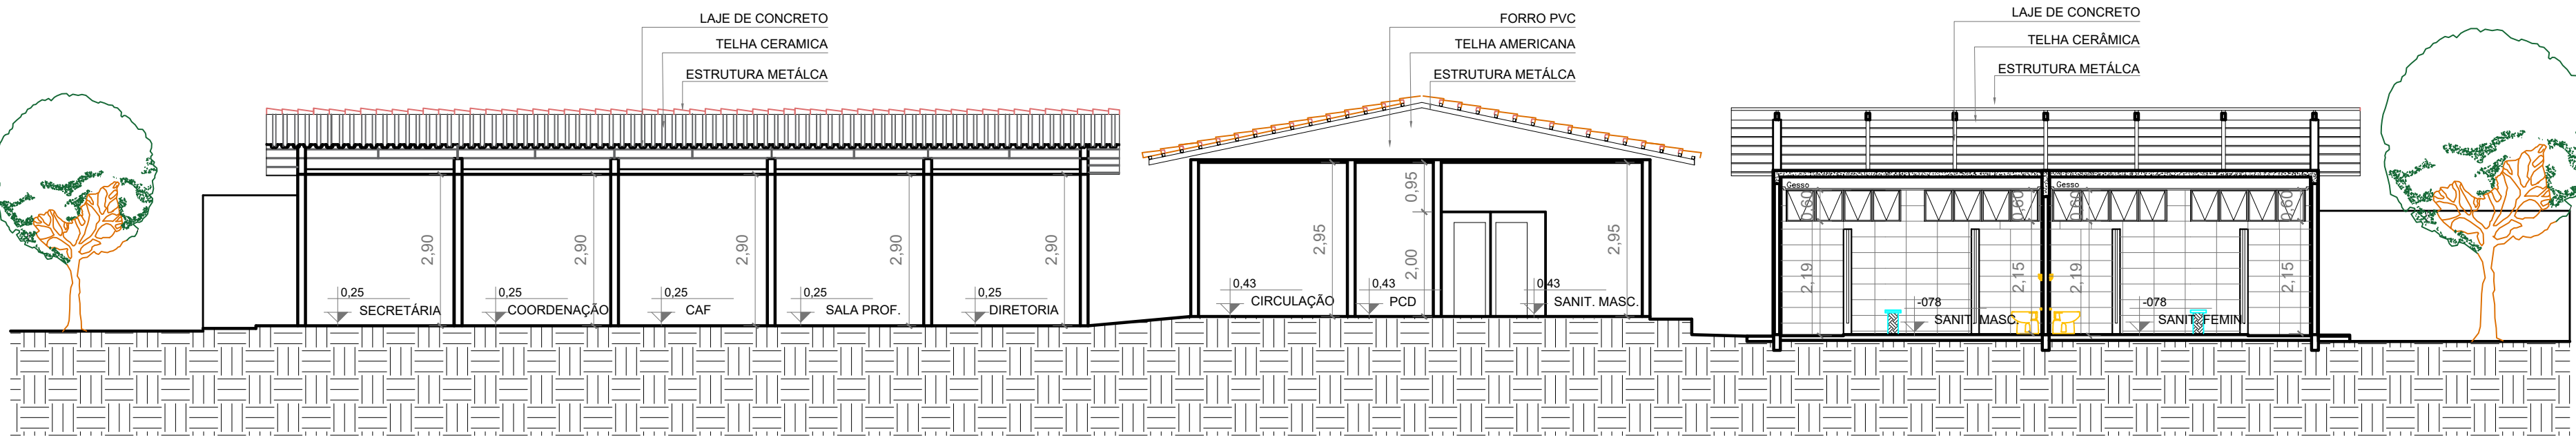 LAJE DE CONCRETO
TELHA CERAMICA
ESTRUTURA METÁLCA
FORRO PVC
TELHA AMERICANA
ESTRUTURA METÁLCA
LAJE DE CONCRETO
TELHA CERÂMICA
ESTRUTURA METÁLCA
2,90
2,90
2,90
2,90
2,90
0,25
SECRETÁRIA
0,25
COORDENAÇÃO
0,25
CAF
0,25
SALA PROF.
0,25
DIRETORIA
2,95
0,95
2,00
2,95
0,43
CIRCULAÇÃO
0,43
PCD
0,43
SANIT. MASC.
Gesso
Gesso
0,60
0,60
0,60
0,60
2,19
2,15
2,19
2,15
-078
SANIT. MASC.
-078
SANIT. FEMIN.